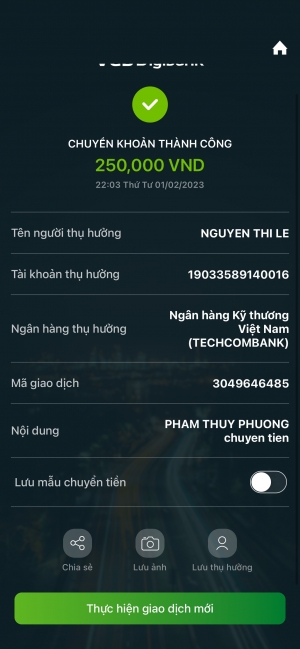 VCB Digibank
CHUYỂN KHOẢN THÀNH CÔNG
250,000 VND
22:03 Thứ Tư 01/02/2023
Tên người thụ hưởng
NGUYEN THI LE
Tài khoản thụ hưởng
19033589140016
Ngân hàng thụ hưởng
Ngân hàng Kỹ thương
Việt Nam
(TECHCOMBANK)
Mã giao dịch
3049646485
Nội dung
PHAM THUY PHUONG
chuyen tien
Lưu mẫu chuyển tiền
Chia sẻ
Lưu ảnh
Lưu thụ hưởng
Thực hiện giao dịch mới